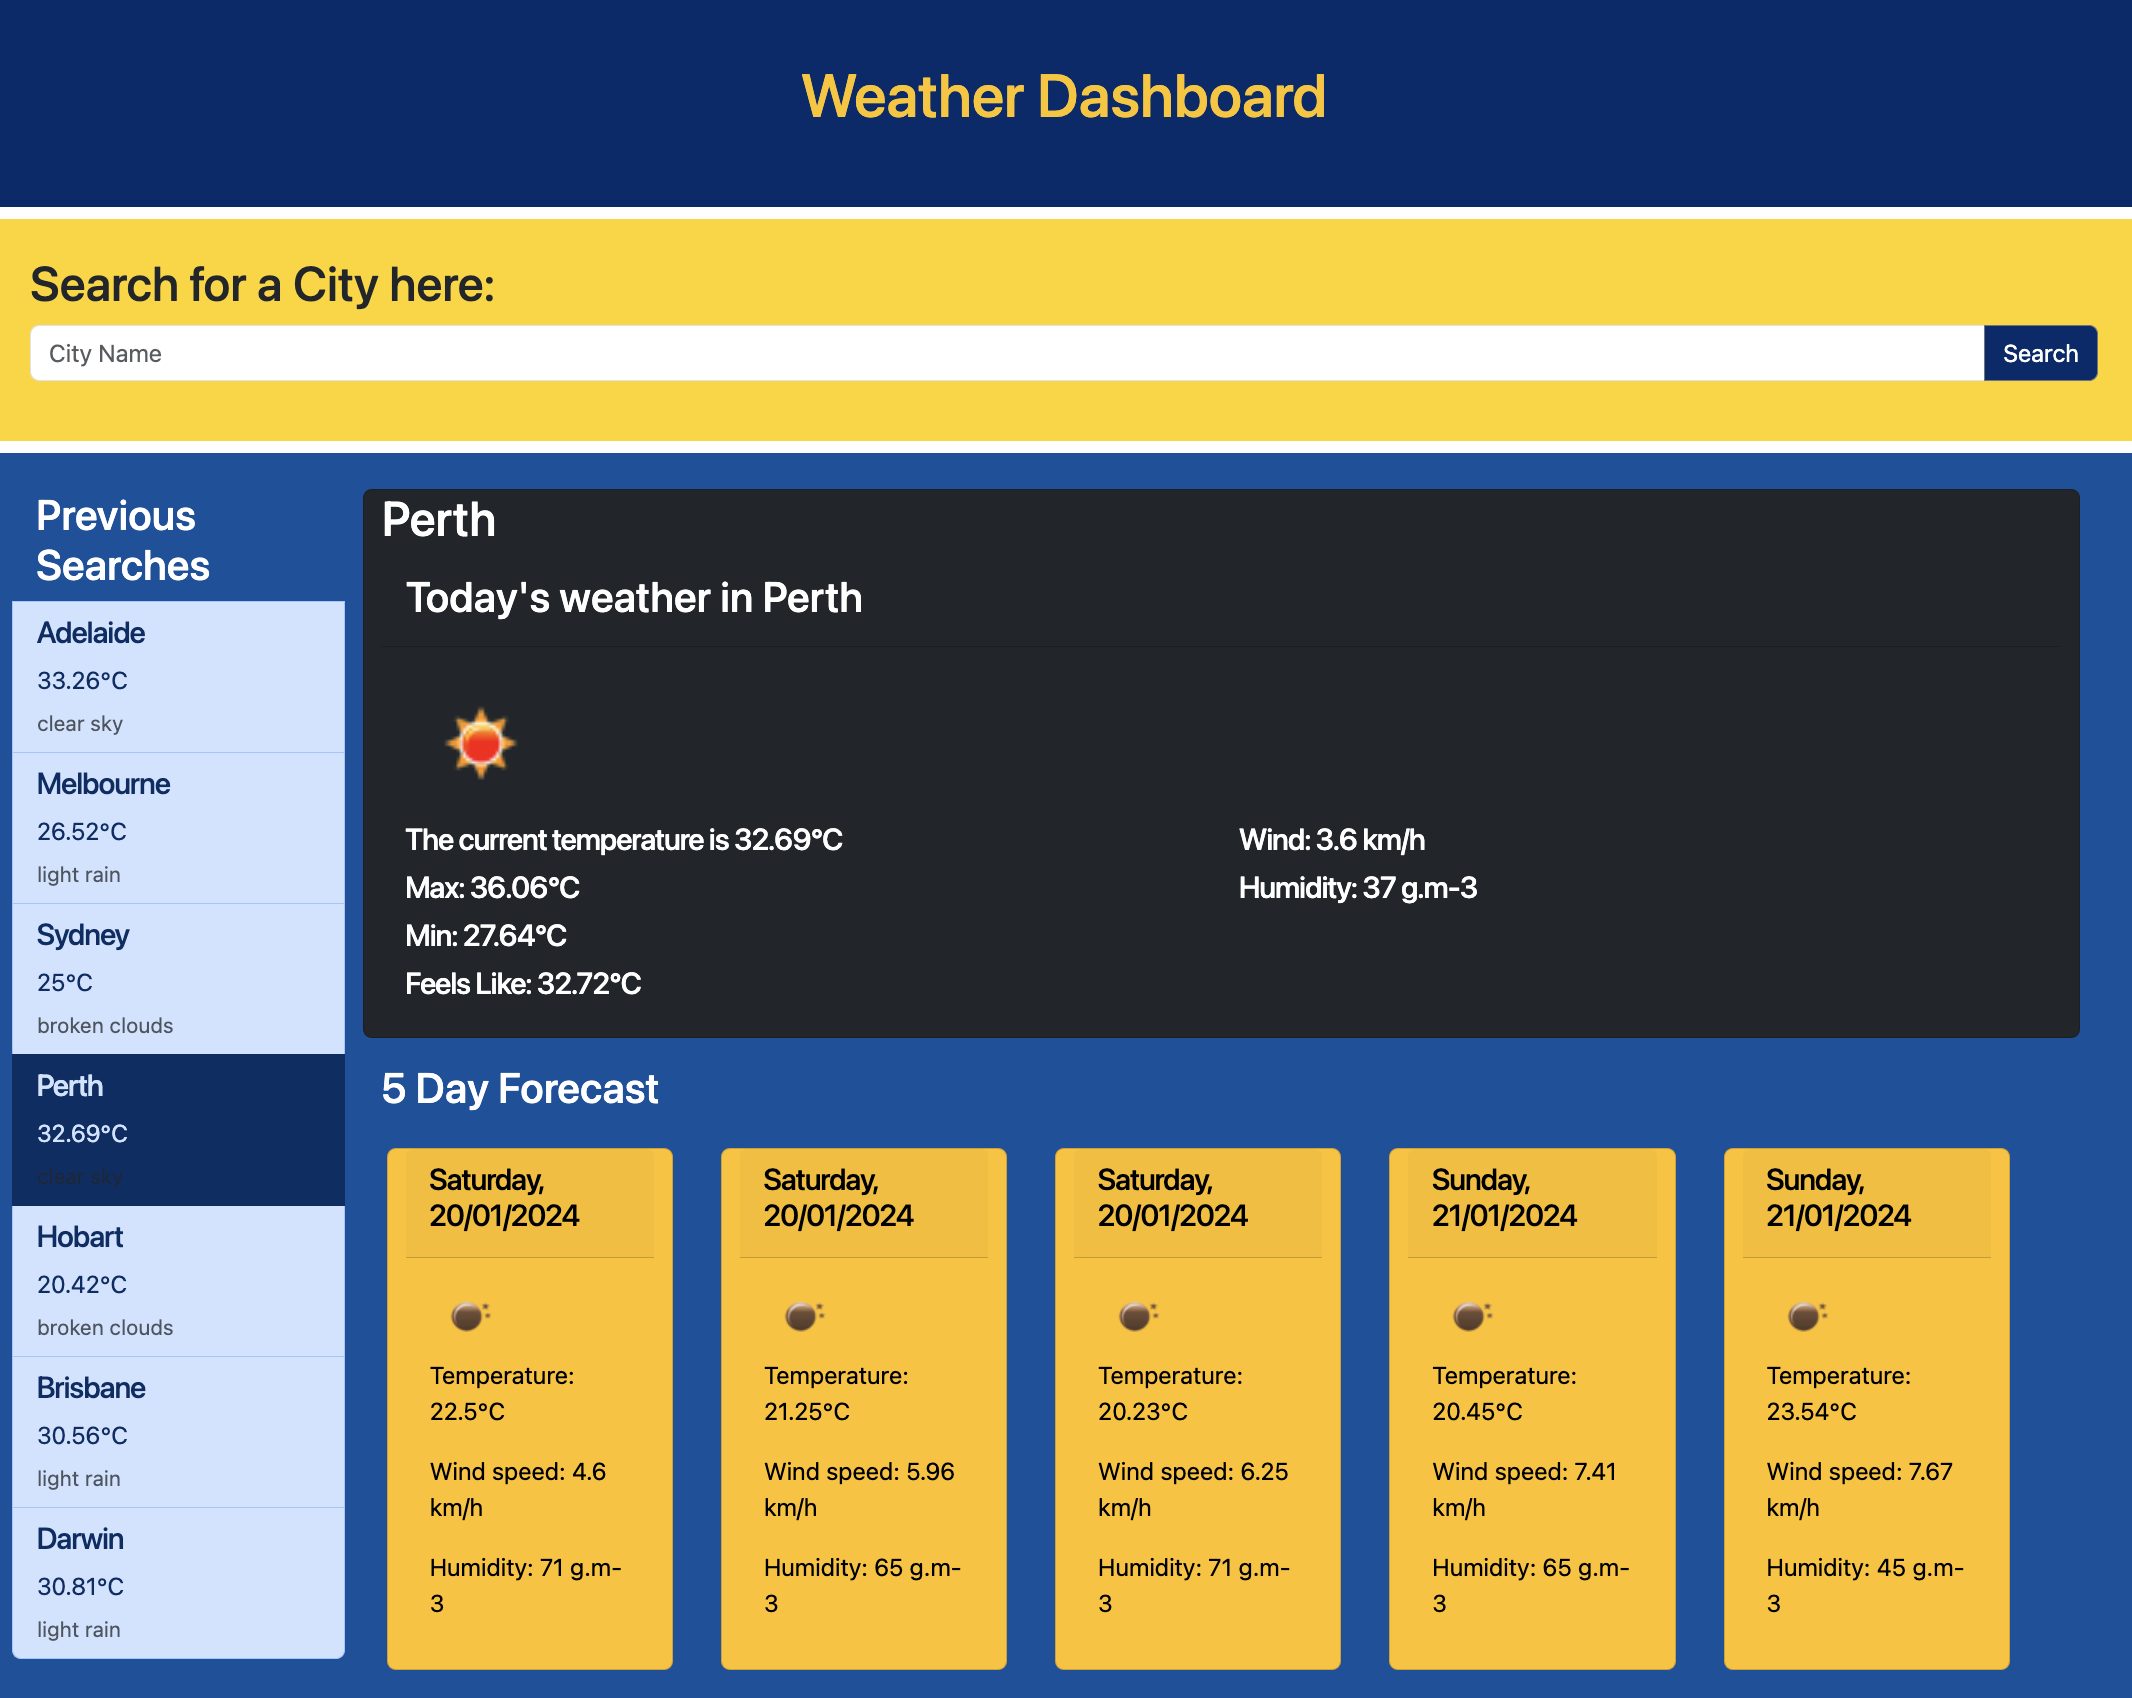 Weather Dashboard
Search for a City here:
City Name
Search
Previous
Searches
Adelaide
33.26°C
clear sky
Melbourne
26.52°C
light rain
Sydney
25°C
broken clouds
Perth
32.69°C
clear sky
Hobart
20.42°C
broken clouds
Brisbane
30.56°C
light rain
Darwin
30.81°C
light rain
Perth
Today's weather in Perth
The current temperature is 32.69°C
Max: 36.06°C
Min: 27.64°C
Feels Like: 32.72°C
Wind: 3.6 km/h
Humidity: 37 g.m-3
5 Day Forecast
Saturday,
20/01/2024
Temperature:
22.5°C
Wind speed: 4.6
km/h
Humidity: 71 g.m-
3
Saturday,
20/01/2024
Temperature:
21.25°C
Wind speed: 5.96
km/h
Humidity: 65 g.m-
3
Saturday,
20/01/2024
Temperature:
20.23°C
Wind speed: 6.25
km/h
Humidity: 71 g.m-
3
Sunday,
21/01/2024
Temperature:
20.45°C
Wind speed: 7.41
km/h
Humidity: 65 g.m-
3
Sunday,
21/01/2024
Temperature:
23.54°C
Wind speed: 7.67
km/h
Humidity: 45 g.m-
3